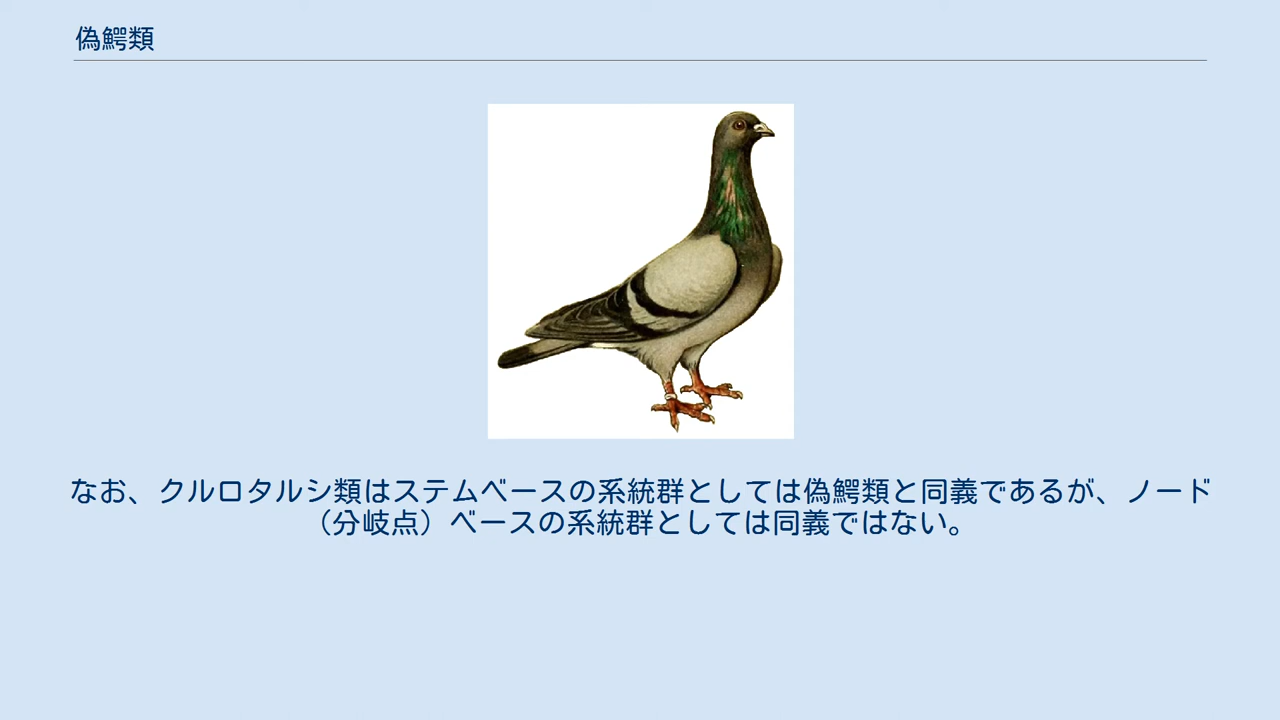 偽鰐類
なお、クルロタルシ類はステムベースの系統群としては偽鰐類と同義であるが、ノード
（分岐点）ベースの系統群としては同義ではない。